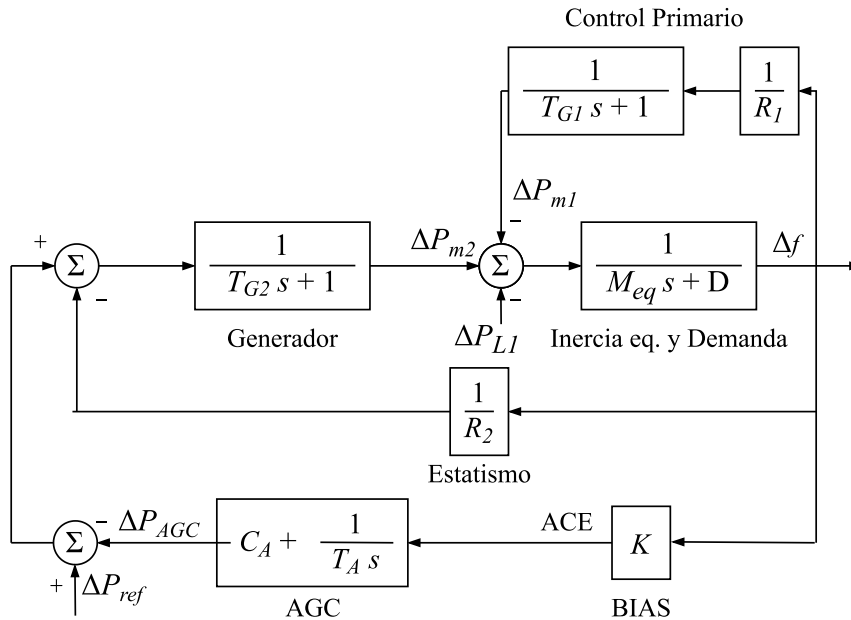 Control Primario
1
T_{G1} s + 1
1
R_1
ΔP_{m1}
−
+
Σ
−
1
T_{G2} s + 1
Generador
ΔP_{m2}
Σ
−
ΔP_{L1}
1
M_{eq} s + D
Inercia eq. y Demanda
Δf
1
R_2
Estatismo
−
Σ
+
ΔP_{AGC}
ΔP_{ref}
C_A + 1
T_A s
AGC
ACE
K
BIAS